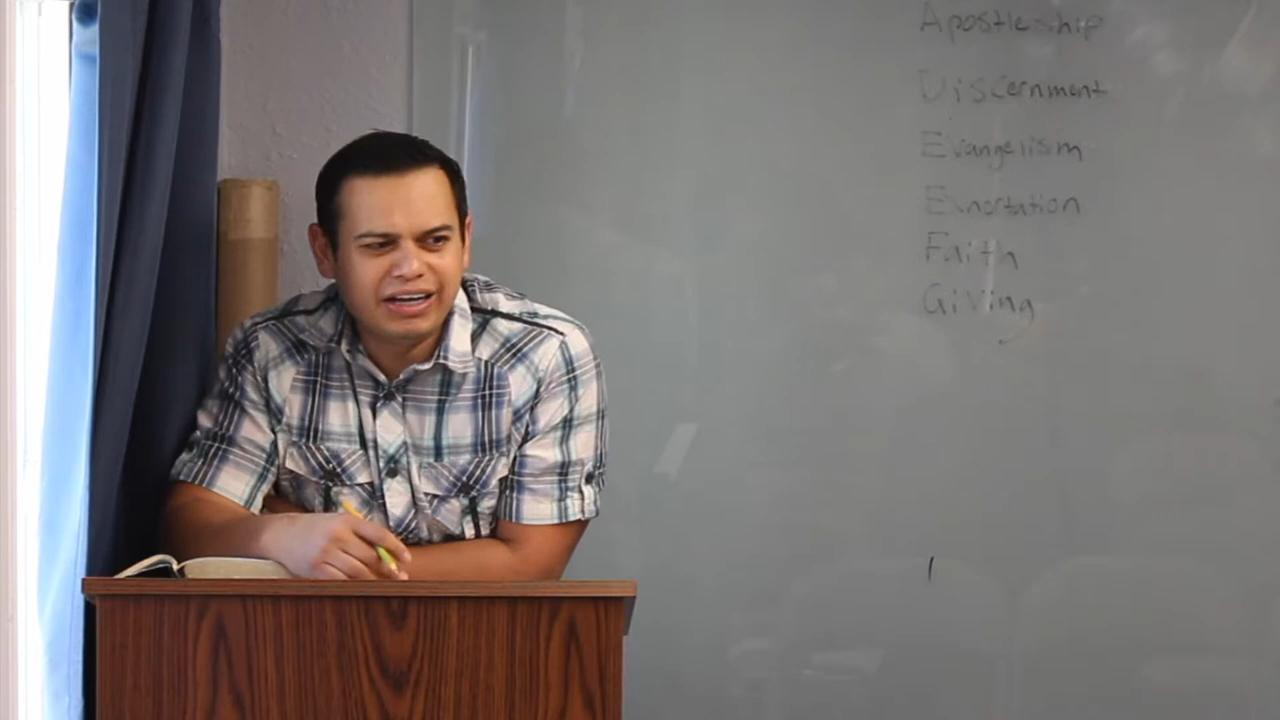 Apostleship
Discernment
Evangelism
Exhortation
Faith
Giving